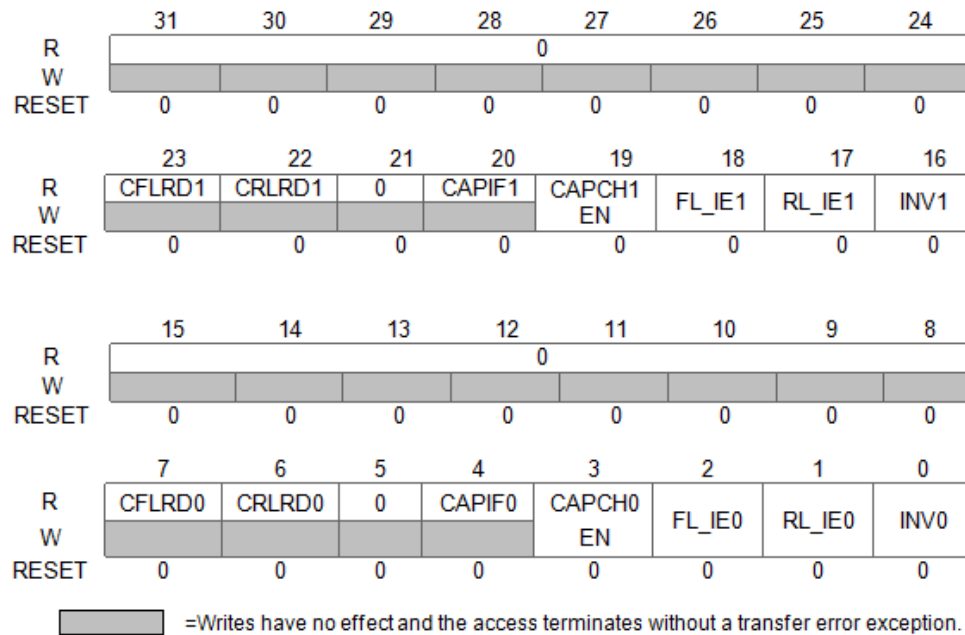 31 30 29 28 27 26 25 24
R 0
W
RESET 0 0 0 0 0 0 0 0
23 22 21 20 19 18 17 16
R CFLRD1 CRLRD1 0 CAPIF1 CAPCH1 EN FL_IE1 RL_IE1 INV1
W
RESET 0 0 0 0 0 0 0 0
15 14 13 12 11 10 9 8
R 0
W
RESET 0 0 0 0 0 0 0 0
7 6 5 4 3 2 1 0
R CFLRD0 CRLRD0 0 CAPIF0 CAPCH0 EN FL_IE0 RL_IE0 INV0
W
RESET 0 0 0 0 0 0 0 0
=Writes have no effect and the access terminates without a transfer error exception.